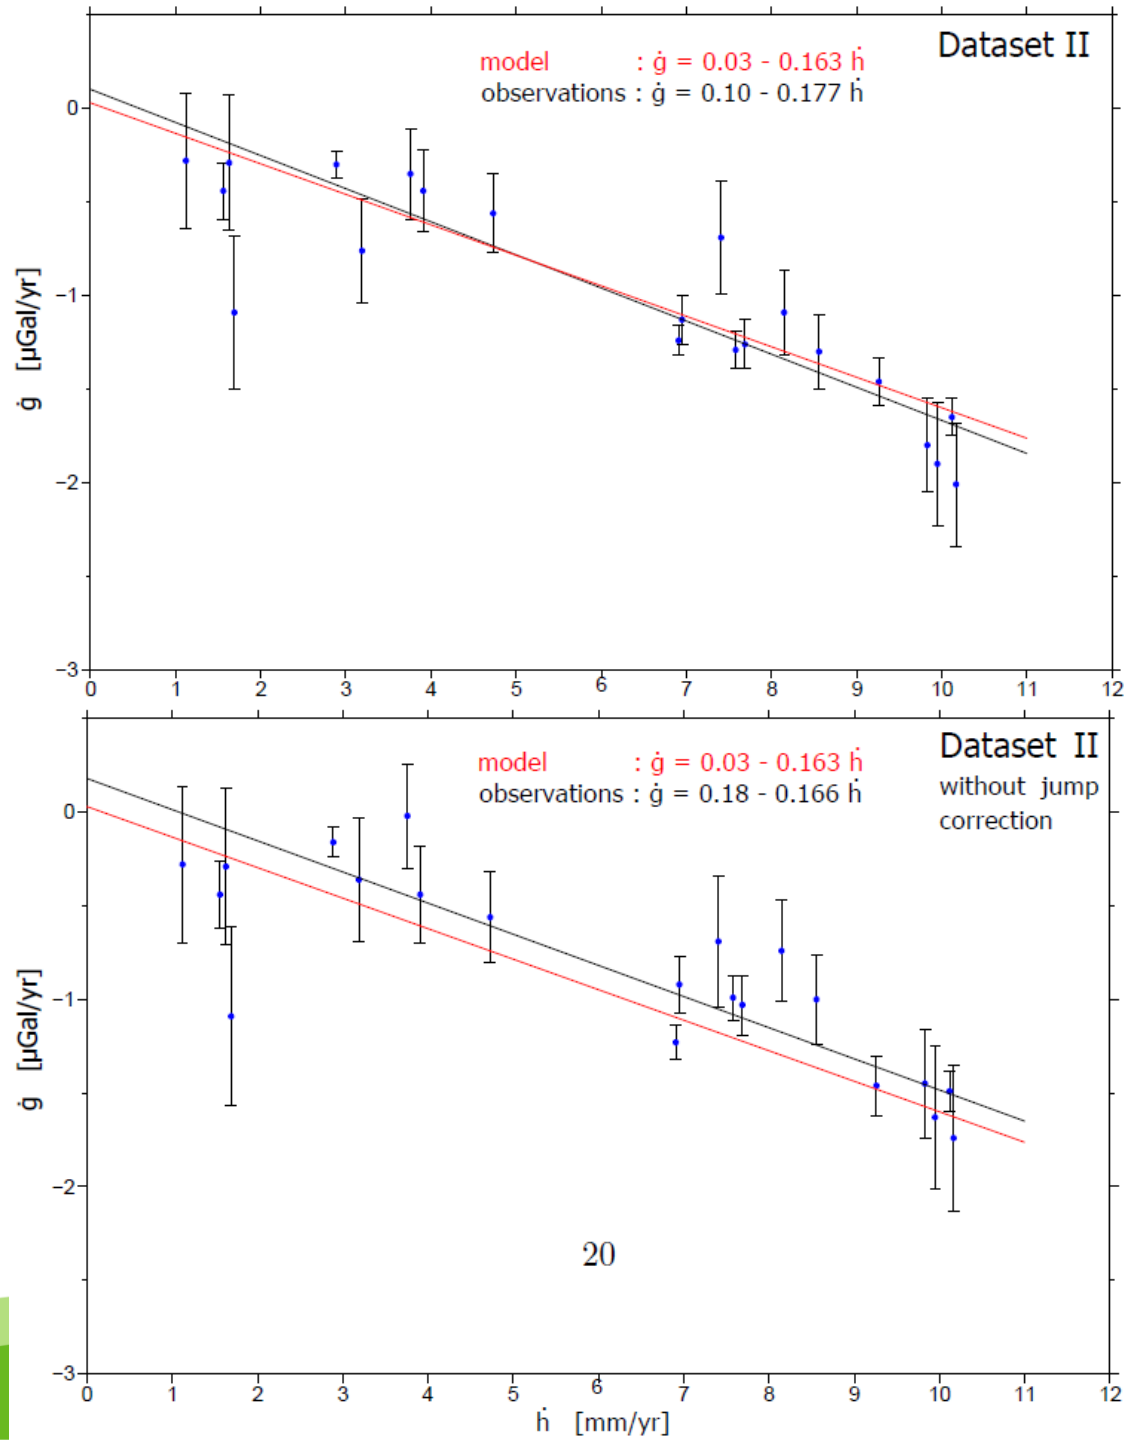 Dataset II
model : ġ = 0.03 - 0.163 ḣ
observations : ġ = 0.10 - 0.177 ḣ
0
−1
−2
−3
ġ [µGal/yr]
0 1 2 3 4 5 6 7 8 9 10 11 12
Dataset II
without jump
correction
model : ġ = 0.03 - 0.163 ḣ
observations : ġ = 0.18 - 0.166 ḣ
0
−1
−2
−3
ġ [µGal/yr]
20
0 1 2 3 4 5 6 7 8 9 10 11 12
ḣ [mm/yr]